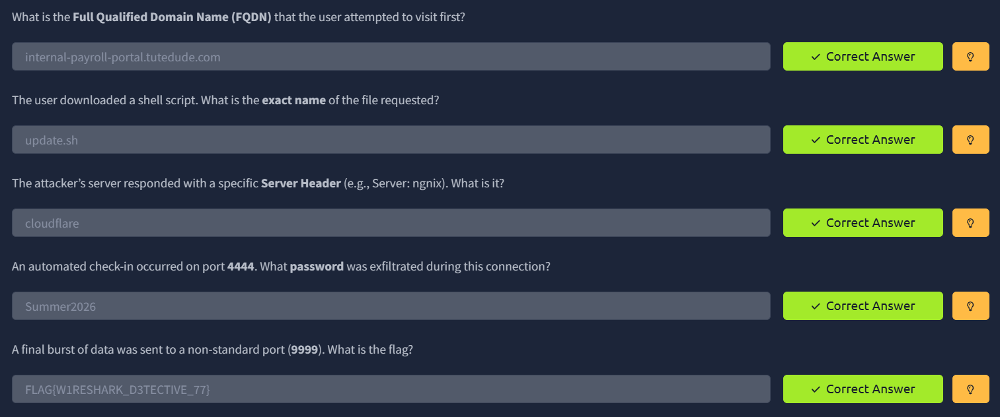 What is the Full Qualified Domain Name (FQDN) that the user attempted to visit first?
internal-payroll-portal.tutedude.com
Correct Answer
The user downloaded a shell script. What is the exact name of the file requested?
update.sh
Correct Answer
The attacker’s server responded with a specific Server Header (e.g., Server: ngnix). What is it?
cloudflare
Correct Answer
An automated check-in occurred on port 4444. What password was exfiltrated during this connection?
Summer2026
Correct Answer
A final burst of data was sent to a non-standard port (9999). What is the flag?
FLAG{W1RESHARK_D3TECTIVE_77}
Correct Answer